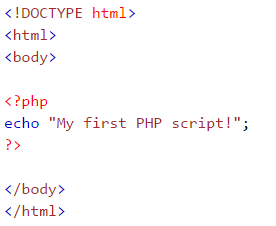 <!DOCTYPE html>
<html>
<body>

<?php
echo "My first PHP script!";
?>

</body>
</html>